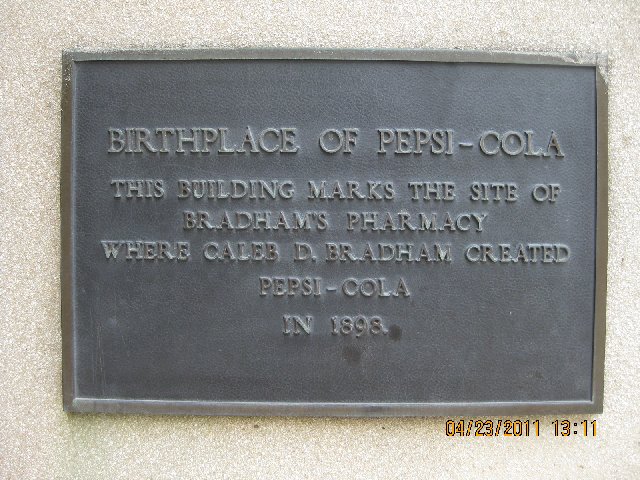 BIRTHPLACE OF PEPSI-COLA
THIS BUILDING MARKS THE SITE OF
BRADHAM'S PHARMACY
WHERE CALEB D. BRADHAM CREATED
PEPSI-COLA
IN 1898.
04/23/2011 13:11